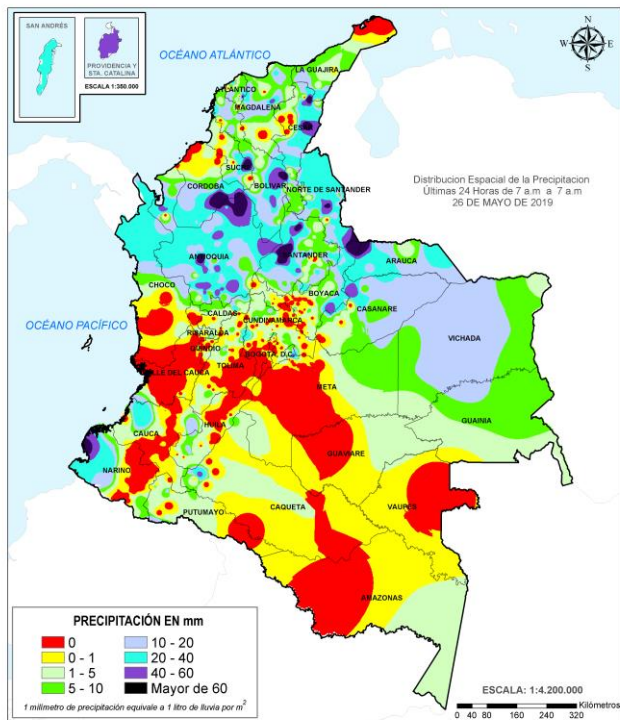 SAN ANDRÉS
PROVIDENCIA Y
STA. CATALINA
ESCALA 1:350.000
OCÉANO ATLÁNTICO
N
W
E
S
LA GUAJIRA
ATLÁNTICO
MAGDALENA
SUCRE
CORDOBA
BOLIVAR
NORTE DE SANTANDER
Distribucion Espacial de la Precipitacion
Últimas 24 Horas de 7 a.m a 7 a.m
26 DE MAYO DE 2019
ANTIOQUIA
SANTANDER
ARAUCA
CHOCO
BOYACA
CASANARE
CALDAS
CUNDINAMARCA
OCÉANO PACÍFICO
RISARALDA
QUINDIO
BOGOTA, D.C.
VICHADA
VALLE DEL CAUCA
TOLIMA
META
GUAINIA
CAUCA
HUILA
GUAVIARE
NARIÑO
CAQUETA
VAUPES
PUTUMAYO
AMAZONAS
PRECIPITACIÓN EN mm
0
10 - 20
0 - 1
20 - 40
1 - 5
40 - 60
5 - 10
Mayor de 60
1 milimetro de precipitación equivale a 1 litro de lluvia por m²
ESCALA: 1:4.200.000
Kilómetros
0 40 80 160 240 320